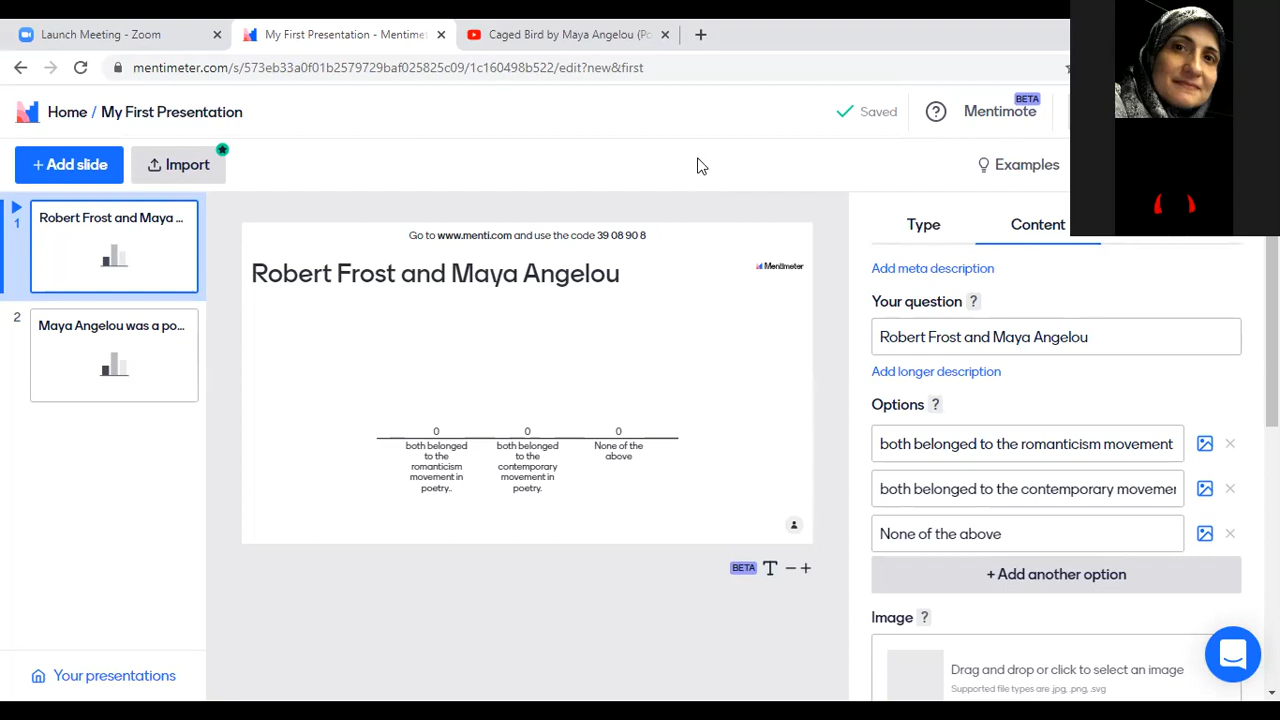 Launch Meeting - Zoom
My First Presentation - Mentimet
Caged Bird by Maya Angelou (Po
mentimeter.com/s/573eb33a0f01b2579729baf025825c09/1c160498b522/edit?new&first
Home / My First Presentation
Saved
?
Mentimote
BETA
+ Add slide
Import
Examples
1
Robert Frost and Maya ...
2
Maya Angelou was a po...
Your presentations
Go to www.menti.com and use the code 39 08 90 8
Robert Frost and Maya Angelou
Mentimeter
0
both belonged
to the
romanticism
movement in
poetry..
0
both belonged
to the
contemporary
movement in
poetry.
0
None of the
above
BETA T − +
Type
Content
Add meta description
Your question ?
Robert Frost and Maya Angelou
Add longer description
Options ?
both belonged to the romanticism movement
both belonged to the contemporary movemer
None of the above
+ Add another option
Image ?
Drag and drop or click to select an image
Supported file types are .jpg, .png, .svg